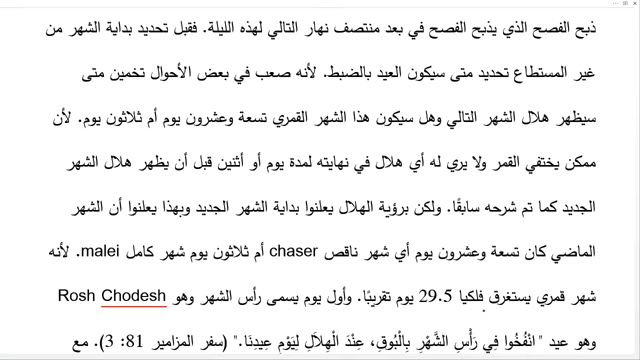 ذبح الفصح الذي يذبح الفصح في بعد منتصف نهار التالي لهذه الليلة. فقبل تحديد بداية الشهر من
غير المستطاع تحديد متى سيكون العيد بالضبط. لأنه صعب في بعض الأحوال تخمين متى
سيظهر هلال الشهر التالي وهل سيكون هذا الشهر القمري تسعة وعشرون يوم أم ثلاثون يوم. لأن
ممكن يختفي القمر ولا يري له أي هلال في نهايته لمدة يوم أو أثنين قبل أن يظهر هلال الشهر
الجديد كما تم شرحه سابقًا. ولكن برؤية الهلال يعلنوا بداية الشهر الجديد وبهذا يعلنوا أن الشهر
الماضي كان تسعة وعشرون يوم أي شهر ناقص chaser أم ثلاثون يوم شهر كامل malei. لأنه
شهر قمري يستغرق فلكيا 29.5 يوم تقريبًا. وأول يوم يسمى رأس الشهر وهو Rosh Chodesh
وهو عيد "انْفُخُوا فِي رَأْسِ الشَّهْرِ بِالْبُوقِ، عِنْدَ الْهِلاَلِ لِيَوْمِ عِيدِنَا." (سفر المزامير 81: 3). مع